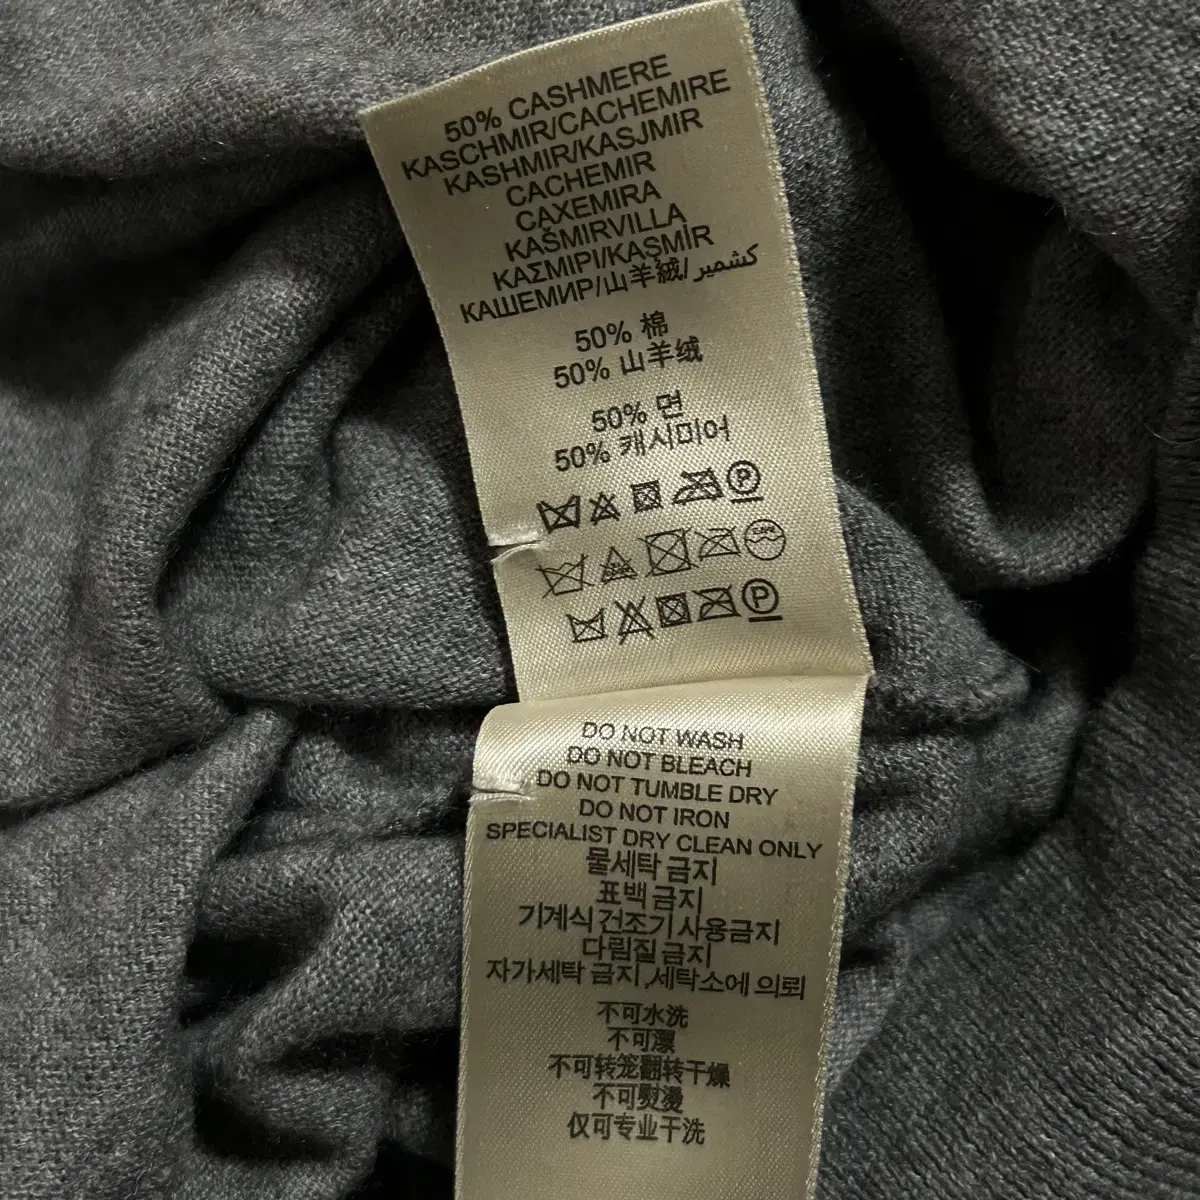 50% CASHMERE
KASCHMIR/CACHEMIRE
KASHMIR/KASJMIR
CACHEMIR
CAXEMIRA
KAŠMIRVILLA
ΚΑΣΜΙΡΙ/KAŞMİR
КАШЕМИР/山羊絨/كشمير
50% 棉
50% 山羊绒
50% 면
50% 캐시미어
P
P
DO NOT WASH
DO NOT BLEACH
DO NOT TUMBLE DRY
DO NOT IRON
SPECIALIST DRY CLEAN ONLY
물세탁 금지
표백 금지
기계식 건조기 사용금지
다림질 금지
자가세탁 금지,세탁소에 의뢰
不可水洗
不可漂
不可转笼翻转干燥
不可熨烫
仅可专业干洗